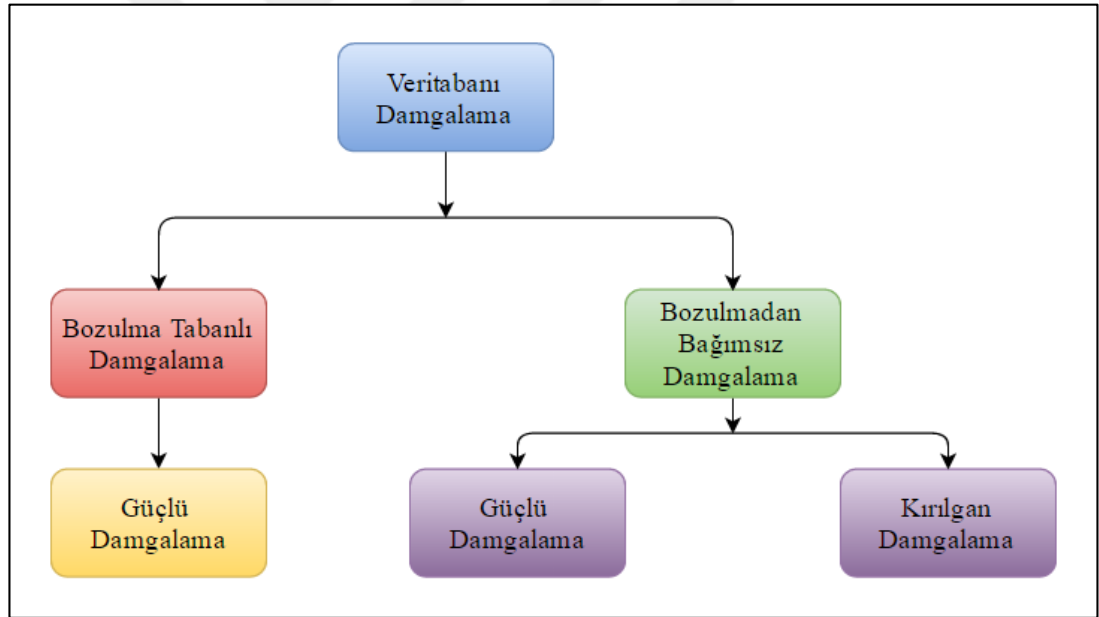 Veritabanı
Damgalama
Bozulma Tabanlı
Damgalama
Bozulmadan
Bağımsız
Damgalama
Güçlü
Damgalama
Güçlü
Damgalama
Kırılgan
Damgalama